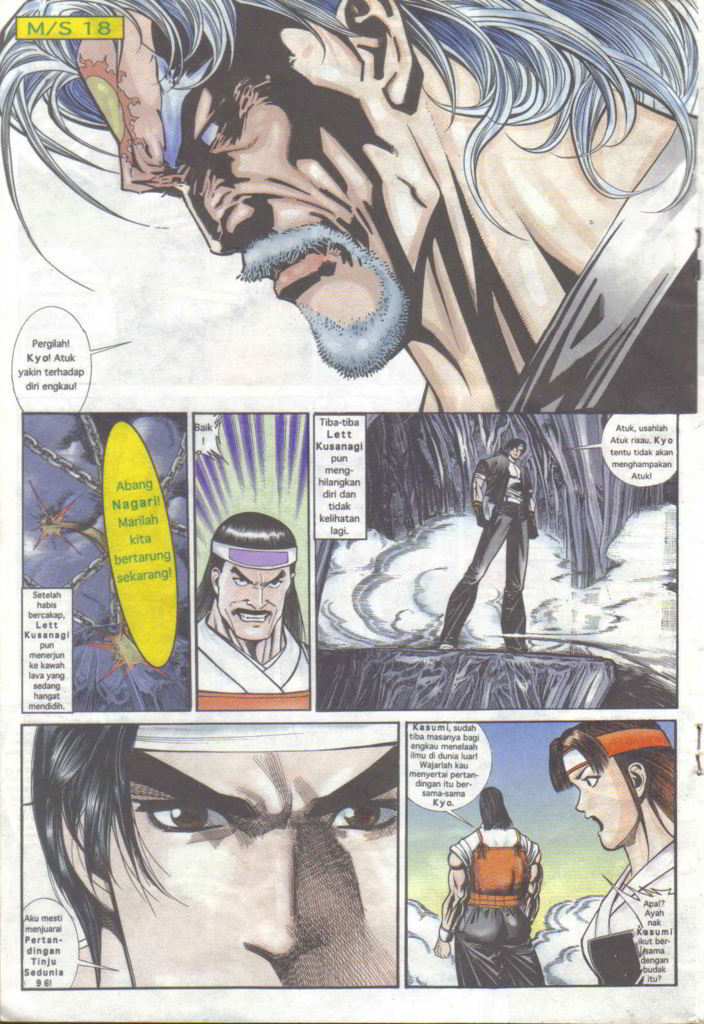 M/S 18
Pergilah!
Kyo! Atuk
yakin terhadap
diri engkau!
Abang
Nagari!
Marilah
kita
bertarung
sekarang!
Setelah
habis
bercakap,
Lett
Kusanagi
pun
menerjun
ke kawah
lava yang
sedang
hangat
mendidih.
Baik
!
Tiba-tiba
Lett
Kusanagi
pun
meng-
hilangkan
diri dan
tidak
kelihatan
lagi.
Atuk, usahlah
Atuk risau. Kyo
tentu tidak akan
menghampakan
Atuk!
Aku mesti
menjuarai
Pertan-
dingan
Tinju
Sedunia
96!
Kasumi, sudah
tiba masanya bagi
engkau menelaah
ilmu di dunia luar!
Wajarlah kau
menyertai pertan-
dingan itu ber-
sama-sama
Kyo.
Apa!?
Ayah
nak
Kasumi
ikut ber-
sama
dengan
budak
itu?